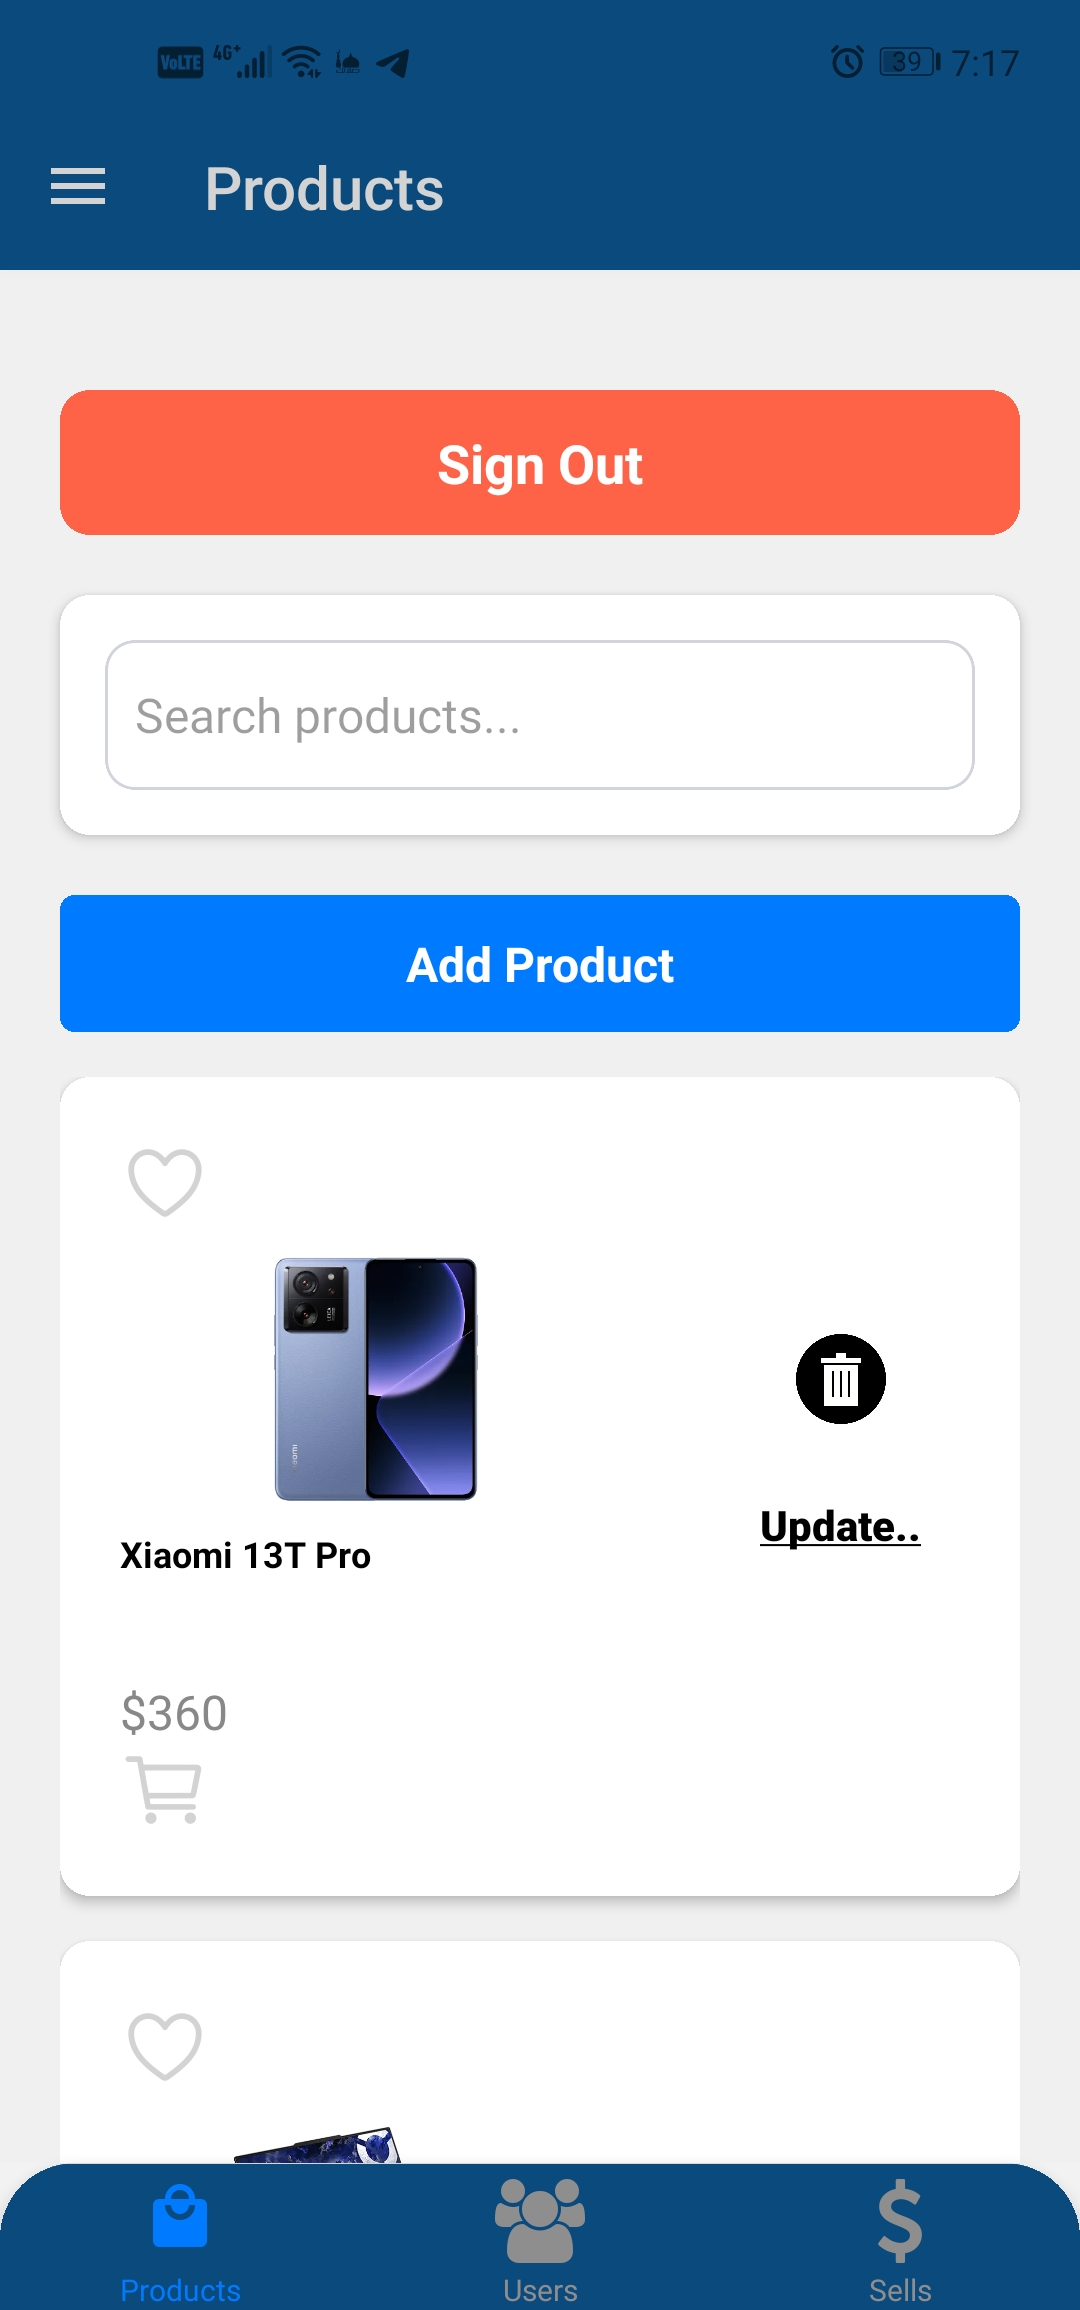 VoLTE 4G+ 39 7:17
Products
Sign Out
Search products...
Add Product
Xiaomi 13T Pro
Update..
$360
Products Users Sells